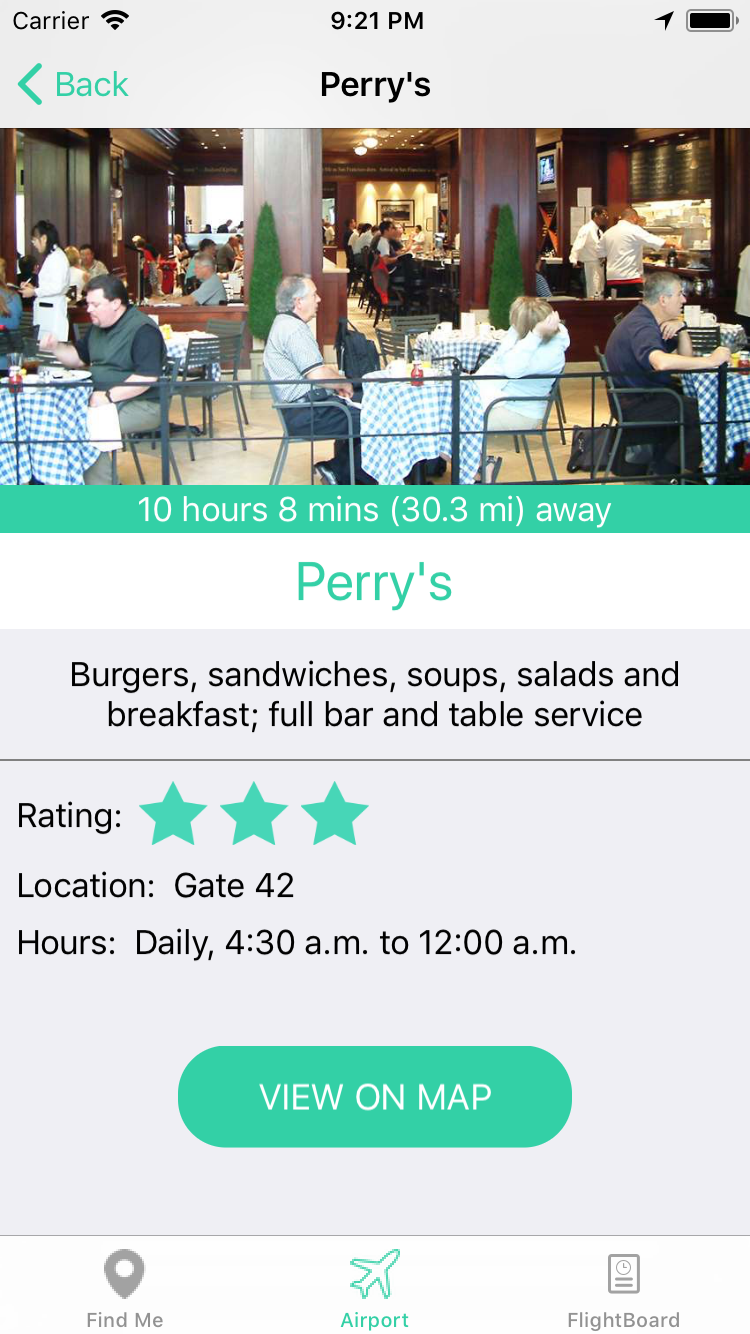 Carrier 9:21 PM
Back Perry's
10 hours 8 mins (30.3 mi) away
Perry's
Burgers, sandwiches, soups, salads and
breakfast; full bar and table service
Rating:
Location: Gate 42
Hours: Daily, 4:30 a.m. to 12:00 a.m.
VIEW ON MAP
Find Me Airport FlightBoard